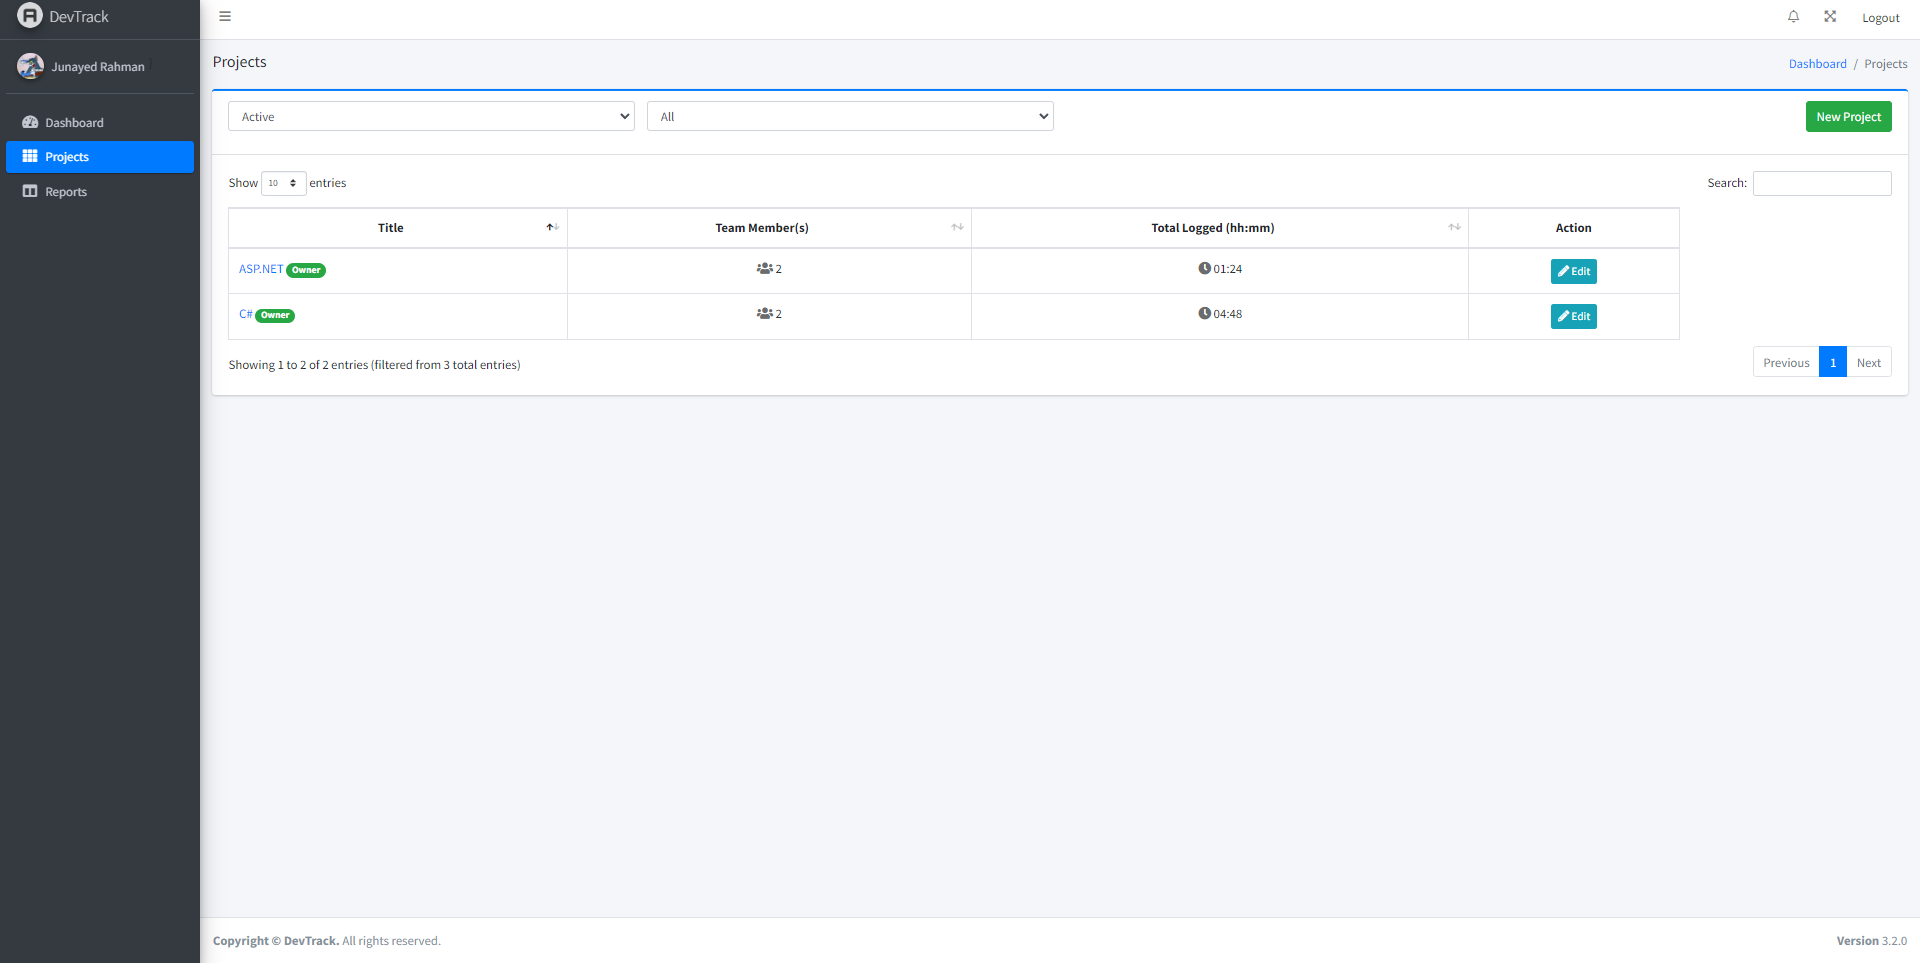 DevTrack
Logout
Junayed Rahman
Projects
Dashboard / Projects
Dashboard
Projects
Reports
Active
All
New Project
Show 10 entries
Search:
Title
Team Member(s)
Total Logged (hh:mm)
Action
ASP.NET Owner
2
01:24
Edit
C# Owner
2
04:48
Edit
Showing 1 to 2 of 2 entries (filtered from 3 total entries)
Previous 1 Next
Copyright © DevTrack. All rights reserved.
Version 3.2.0